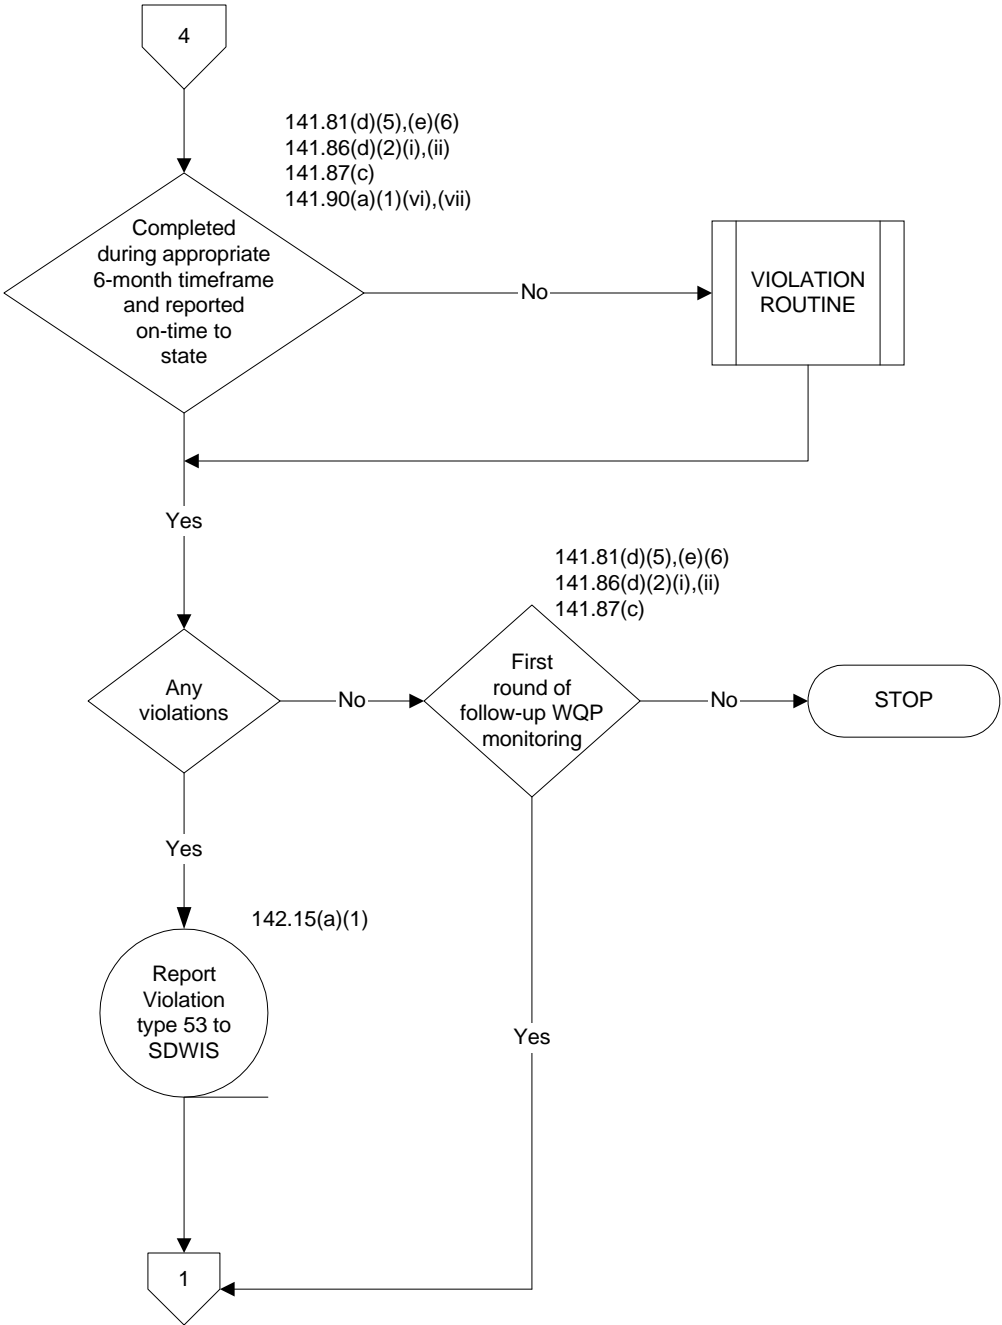 4
141.81(d)(5),(e)(6)
141.86(d)(2)(i),(ii)
141.87(c)
141.90(a)(1)(vi),(vii)
Completed
during appropriate
6-month timeframe
and reported
on-time to
state
No
VIOLATION
ROUTINE
Yes
141.81(d)(5),(e)(6)
141.86(d)(2)(i),(ii)
141.87(c)
Any
violations
No
First
round of
follow-up WQP
monitoring
No
STOP
Yes
142.15(a)(1)
Report
Violation
type 53 to
SDWIS
Yes
1